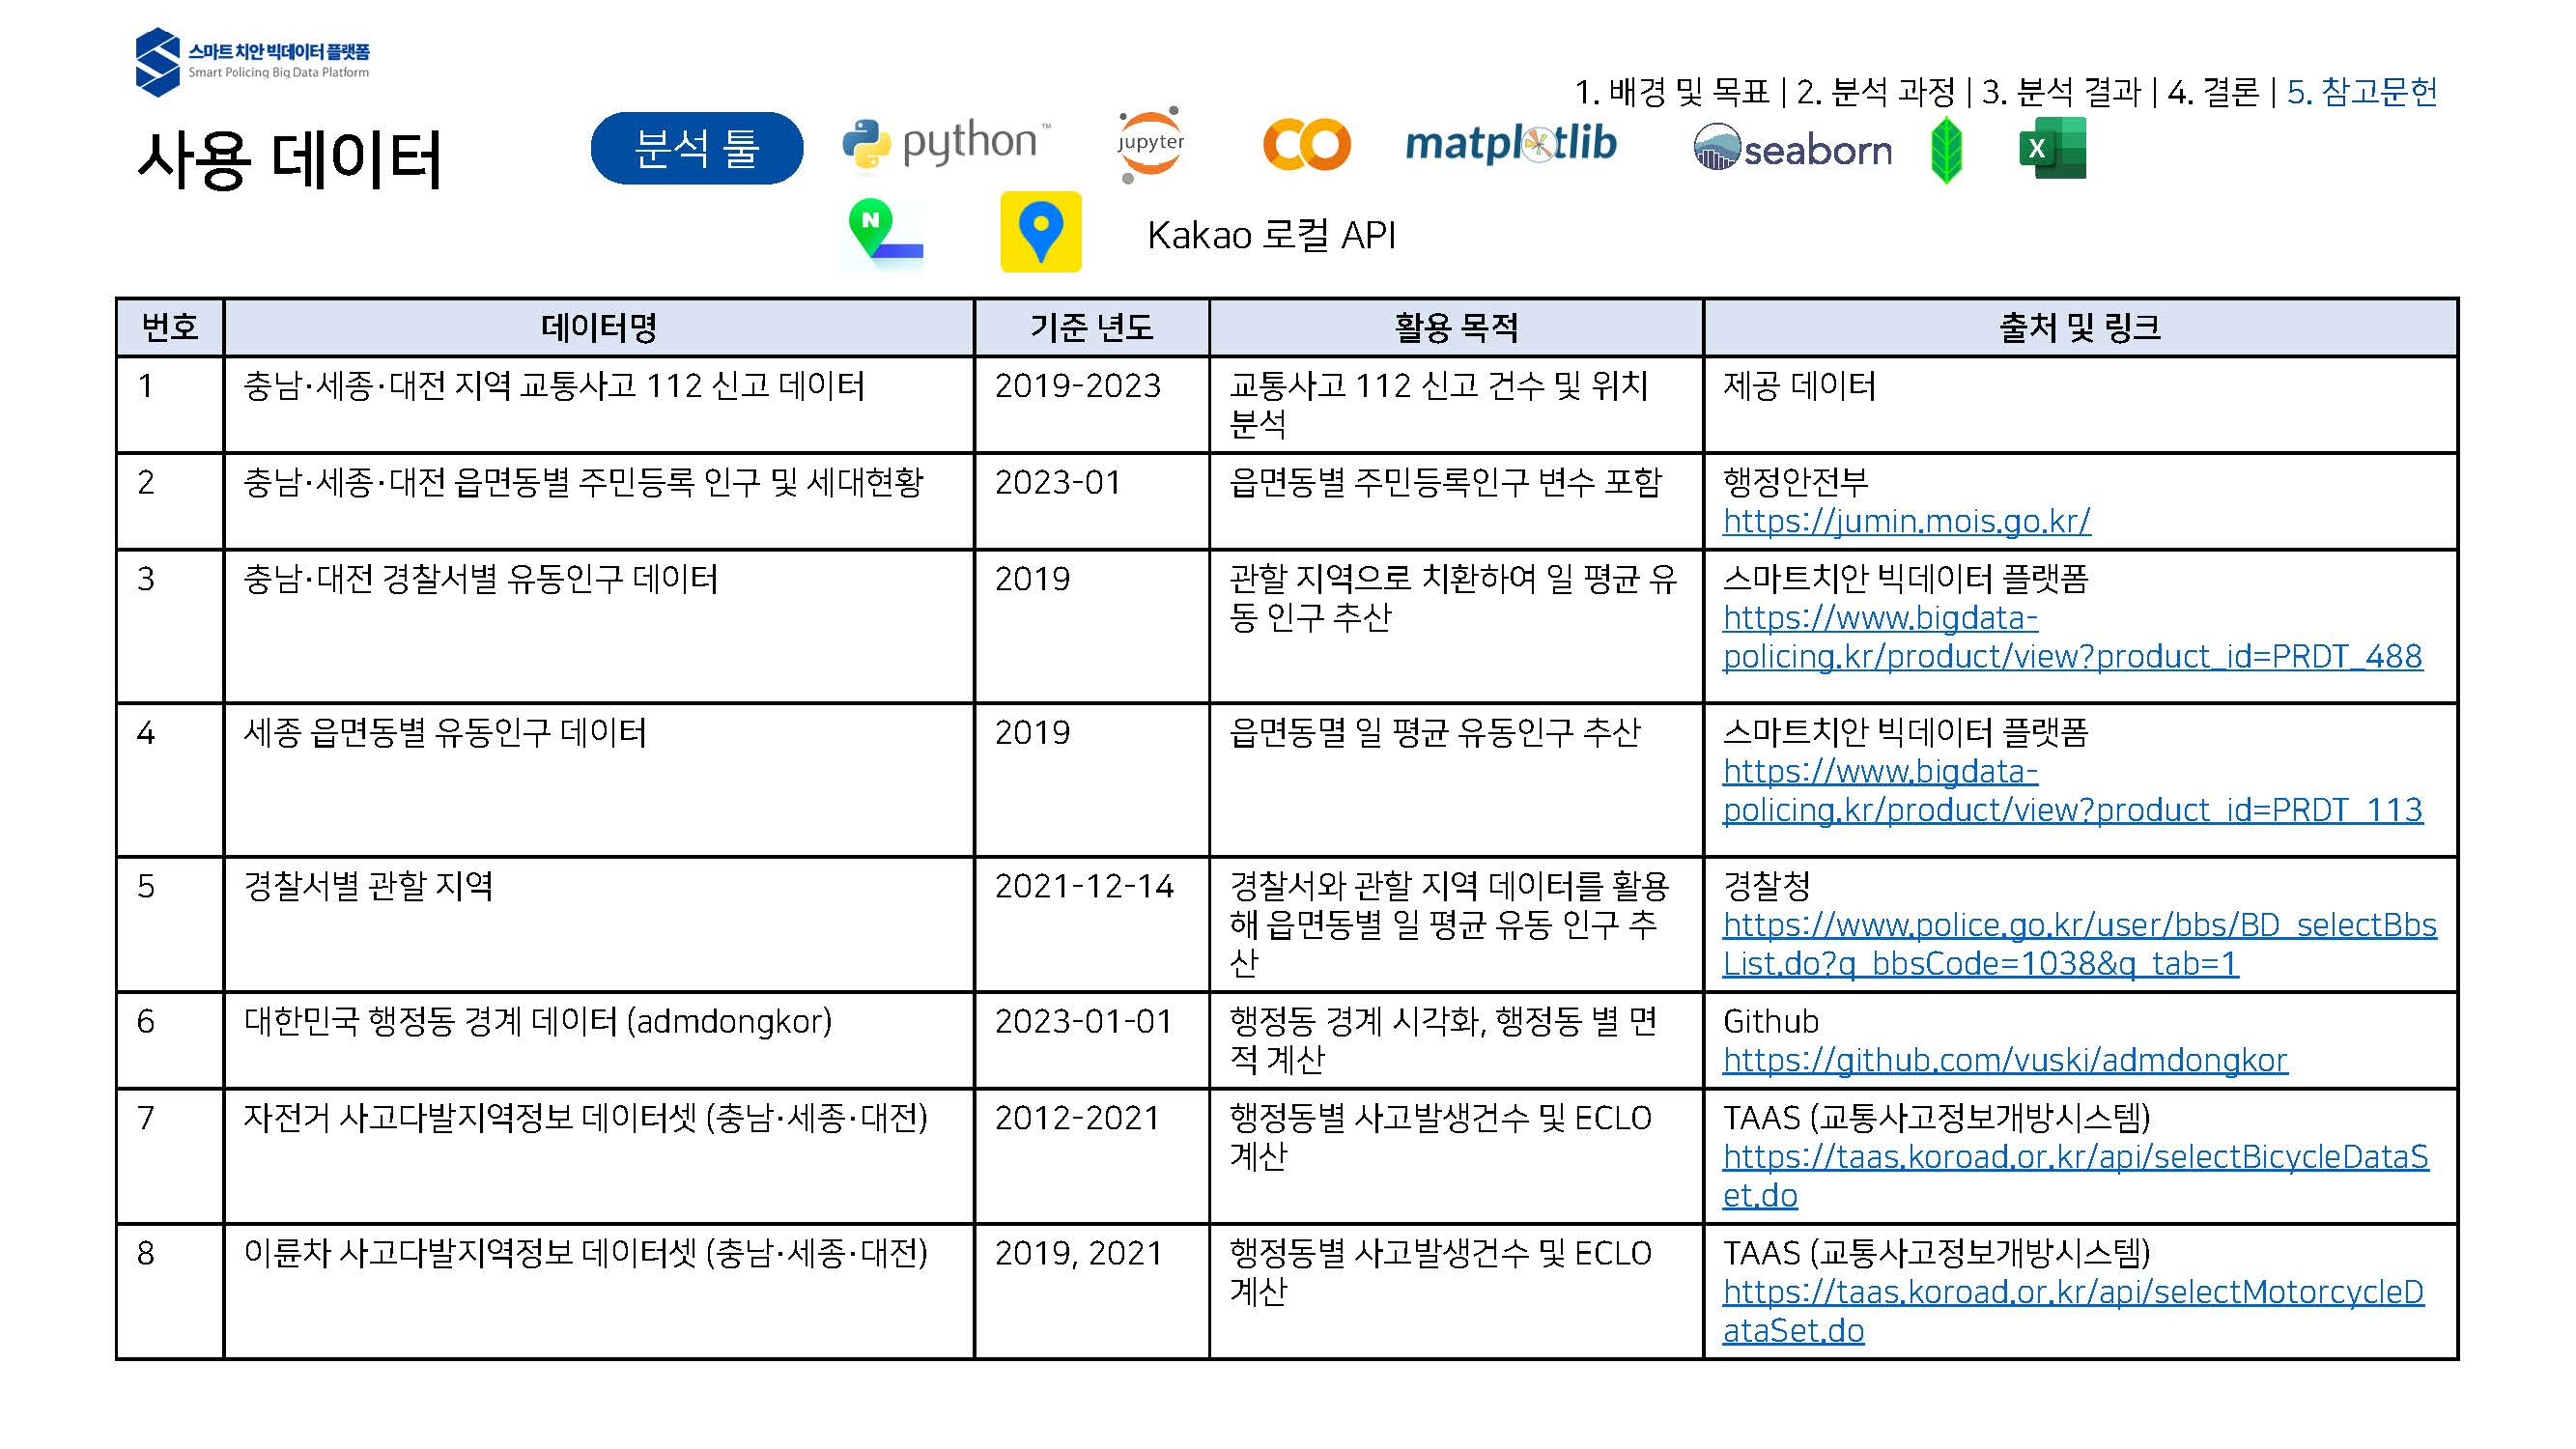 스마트 치안 빅데이터 플랫폼
Smart Policing Big Data Platform
1. 배경 및 목표 | 2. 분석 과정 | 3. 분석 결과 | 4. 결론 | 5. 참고문헌
사용 데이터
분석 툴
python™
jupyter
matplotlib
seaborn
X
N
Kakao 로컬 API
번호 데이터명 기준 년도 활용 목적 출처 및 링크
1 충남·세종·대전 지역 교통사고 112 신고 데이터 2019-2023 교통사고 112 신고 건수 및 위치 제공 데이터
분석
2 충남·세종·대전 읍면동별 주민등록 인구 및 세대현황 2023-01 읍면동별 주민등록인구 변수 포함 행정안전부
https://jumin.mois.go.kr/
3 충남·대전 경찰서별 유동인구 데이터 2019 관할 지역으로 치환하여 일 평균 유 스마트치안 빅데이터 플랫폼
동 인구 추산 https://www.bigdata-
policing.kr/product/view?product_id=PRDT_488
4 세종 읍면동별 유동인구 데이터 2019 읍면동멸 일 평균 유동인구 추산 스마트치안 빅데이터 플랫폼
https://www.bigdata-
policing.kr/product/view?product_id=PRDT_113
5 경찰서별 관할 지역 2021-12-14 경찰서와 관할 지역 데이터를 활용 경찰청
해 읍면동별 일 평균 유동 인구 추 https://www.police.go.kr/user/bbs/BD_selectBbs
산 List.do?q_bbsCode=1038&q_tab=1
6 대한민국 행정동 경계 데이터 (admdongkor) 2023-01-01 행정동 경계 시각화, 행정동 별 면 Github
적 계산 https://github.com/vuski/admdongkor
7 자전거 사고다발지역정보 데이터셋 (충남·세종·대전) 2012-2021 행정동별 사고발생건수 및 ECLO TAAS (교통사고정보개방시스템)
계산 https://taas.koroad.or.kr/api/selectBicycleDataS
et.do
8 이륜차 사고다발지역정보 데이터셋 (충남·세종·대전) 2019, 2021 행정동별 사고발생건수 및 ECLO TAAS (교통사고정보개방시스템)
계산 https://taas.koroad.or.kr/api/selectMotorcycleD
ataSet.do